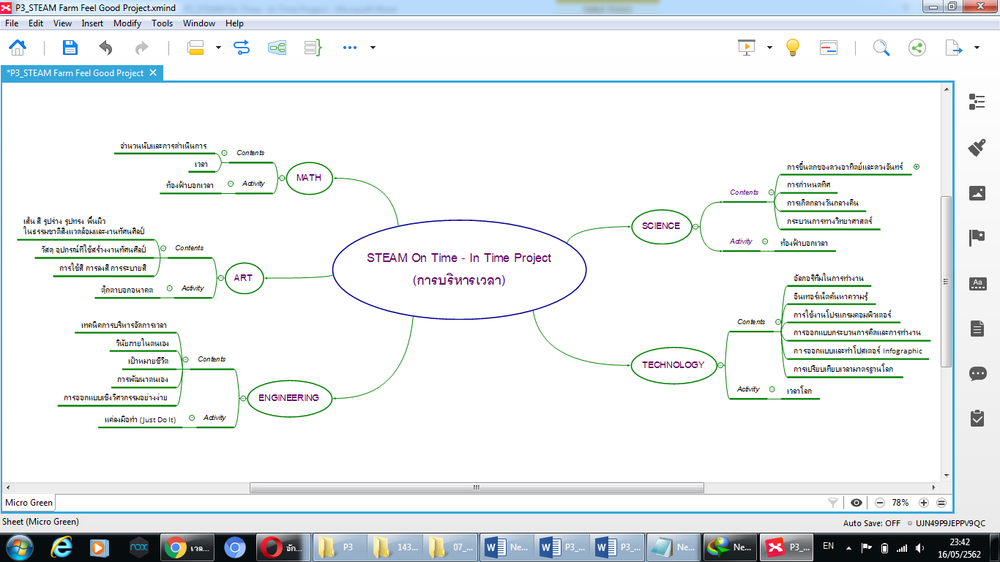 P3_STEAM Farm Feel Good Project.xmind
File Edit View Insert Modify Tools Window Help
*P3_STEAM Farm Feel Good Project
จำนวนนับและการดำเนินการ
เวลา
Contents
ท้องฟ้าบอกเวลา
Activity
MATH
เส้น สี รูปร่าง รูปทรง พื้นผิว
ในธรรมชาติสิ่งแวดล้อมและงานทัศนศิลป์
วัสดุ อุปกรณ์ที่ใช้สร้างงานทัศนศิลป์
การใช้สี การลงสี การระบายสี
Contents
ตุ๊กตาบอกอนาคต
Activity
ART
เทคนิคการบริหารจัดการเวลา
วินัยภายในตนเอง
เป้าหมายชีวิต
การพัฒนาตนเอง
การออกแบบเชิงวิศวกรรมอย่างง่าย
Contents
แค่ลงมือทำ (Just Do It)
Activity
ENGINEERING
STEAM On Time - In Time Project
(การบริหารเวลา)
SCIENCE
Contents
การขึ้นตกของดวงอาทิตย์และดวงจันทร์
การกำหนดทิศ
การเกิดกลางวันกลางคืน
กระบวนการทางวิทยาศาสตร์
Activity
ท้องฟ้าบอกเวลา
TECHNOLOGY
Contents
อัลกอริทึมในการทำงาน
อินเทอร์เน็ตค้นหาความรู้
การใช้งานโปรแกรมคอมพิวเตอร์
การออกแบบกระบวนการคิดและการทำงาน
การออกแบบและทำโปสเตอร์ Infographic
การเปรียบเทียบเวลามาตรฐานโลก
Activity
เวลาโลก
Micro Green
78%
Sheet (Micro Green)
Auto Save: OFF
UJN49P9JEPPV9QC
nox
เวล...
อัก...
P3
143...
07_...
Ne...
P3_...
P3_...
Ne...
Ne...
P3_...
EN
23:42
16/05/2562